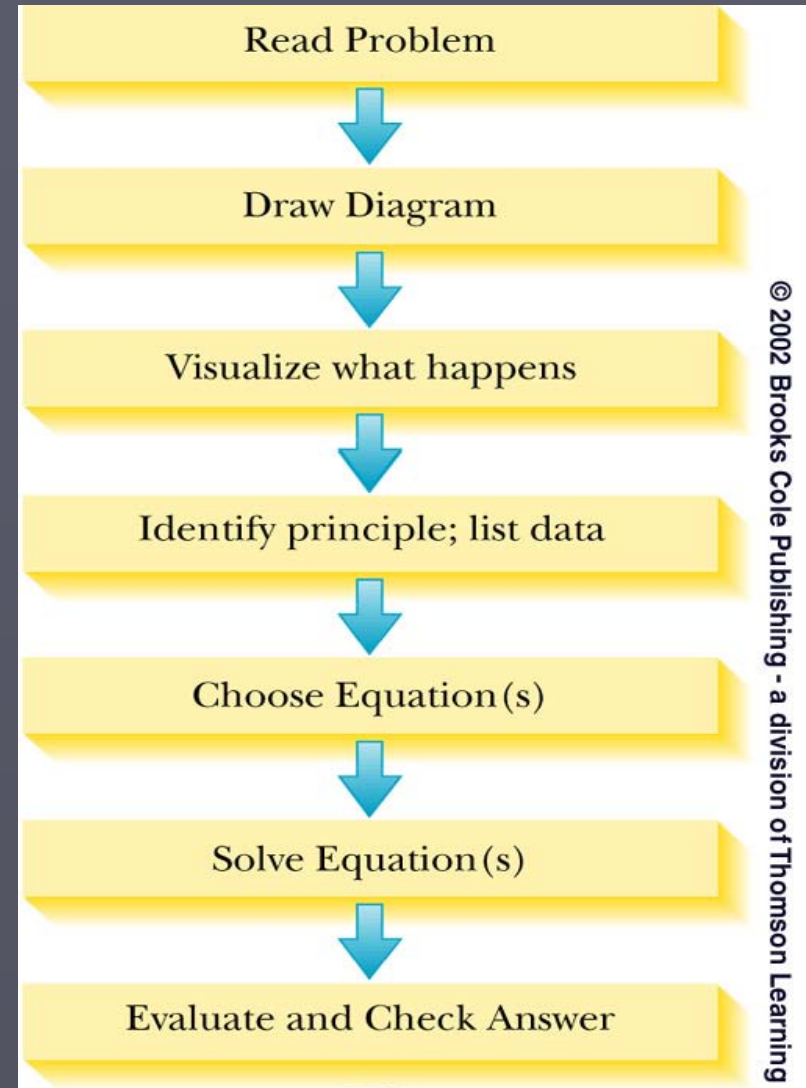 Read Problem
Draw Diagram
Visualize what happens
Identify principle; list data
Choose Equation(s)
Solve Equation(s)
Evaluate and Check Answer
© 2002 Brooks Cole Publishing - a division of Thomson Learning